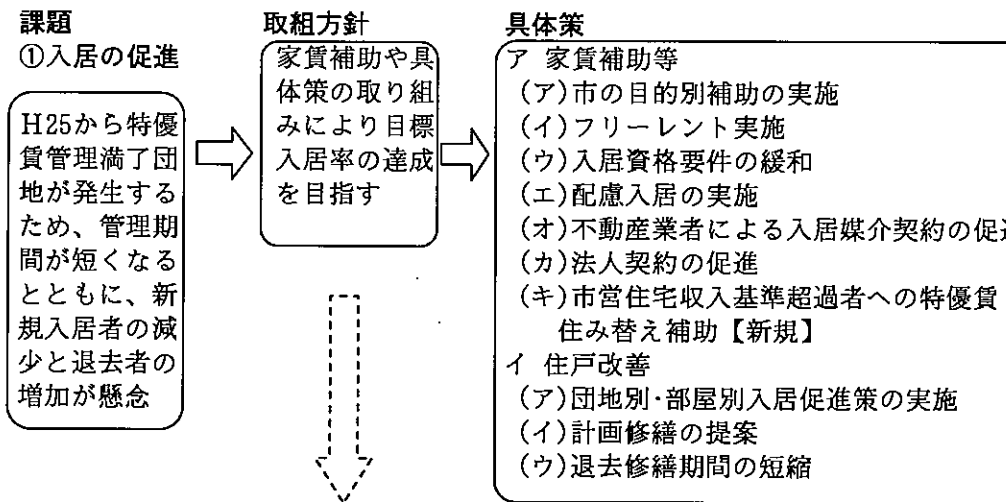 課題
①入居の促進
H25から特優
賃管理満了団
地が発生する
ため、管理期
間が短くなる
とともに、新
規入居者の減
少と退去者の
増加が懸念
取組方針
家賃補助や具
体策の取り組
みにより目標
入居率の達成
を目指す
具体策
ア 家賃補助等
(ア)市の目的別補助の実施
(イ)フリーレント実施
(ウ)入居資格要件の緩和
(エ)配慮入居の実施
(オ)不動産業者による入居媒介契約の促
(カ)法人契約の促進
(キ)市営住宅収入基準超過者への特優賃
住み替え補助【新規】
イ 住戸改善
(ア)団地別・部屋別入居促進策の実施
(イ)計画修繕の提案
(ウ)退去修繕期間の短縮